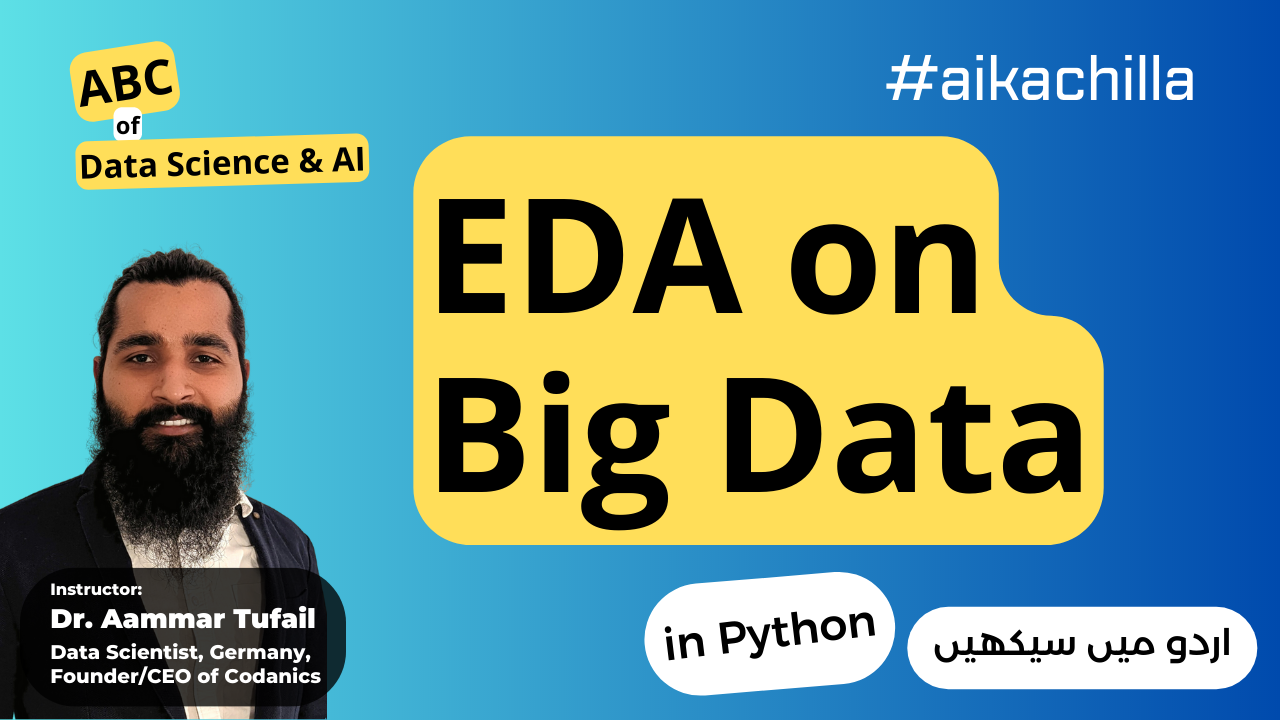 ABC
of
Data Science & AI
#aikachilla
EDA on
Big Data
Instructor:
Dr. Aammar Tufail
Data Scientist, Germany,
Founder/CEO of Codanics
in Python
اردو میں سیکھیں